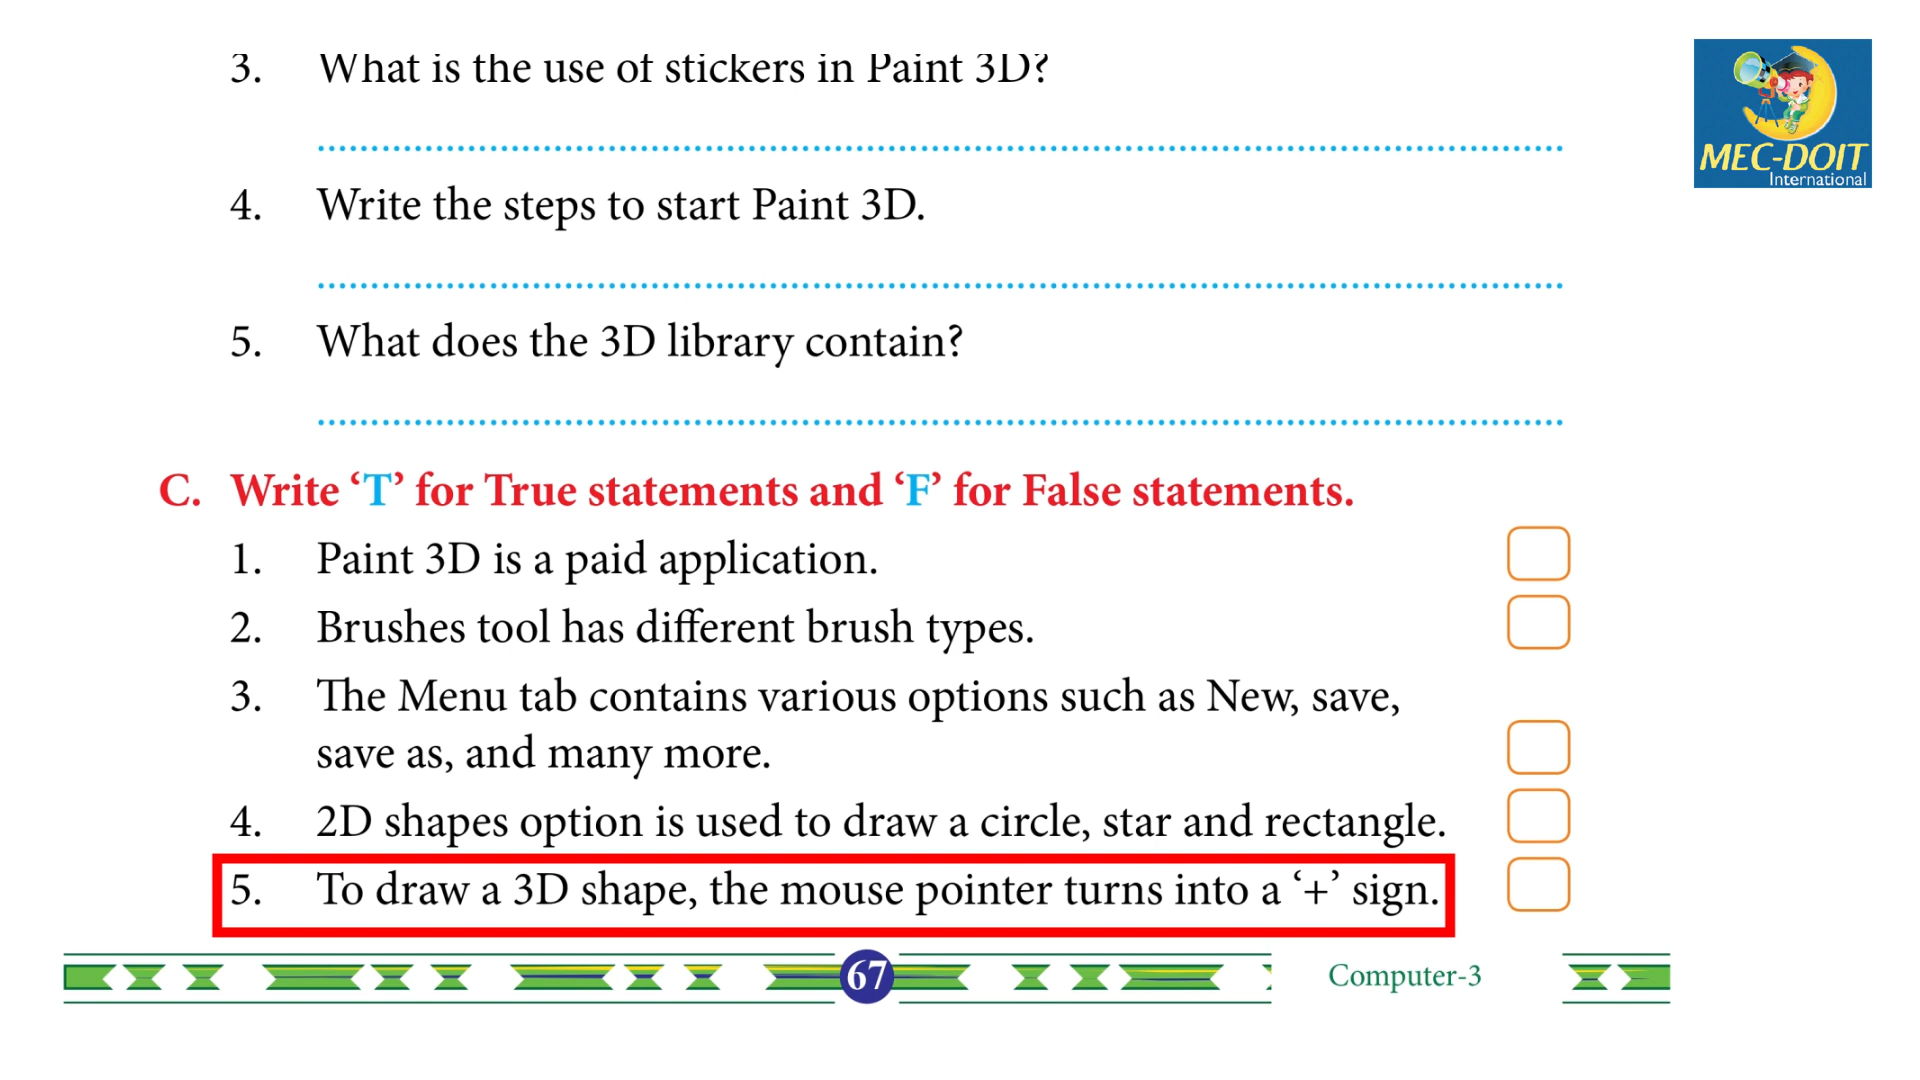 3. What is the use of stickers in Paint 3D?
MEC-DOIT
International
4. Write the steps to start Paint 3D.
5. What does the 3D library contain?
C. Write ‘T’ for True statements and ‘F’ for False statements.
1. Paint 3D is a paid application.
2. Brushes tool has different brush types.
3. The Menu tab contains various options such as New, save,
save as, and many more.
4. 2D shapes option is used to draw a circle, star and rectangle.
5. To draw a 3D shape, the mouse pointer turns into a ‘+’ sign.
67
Computer-3